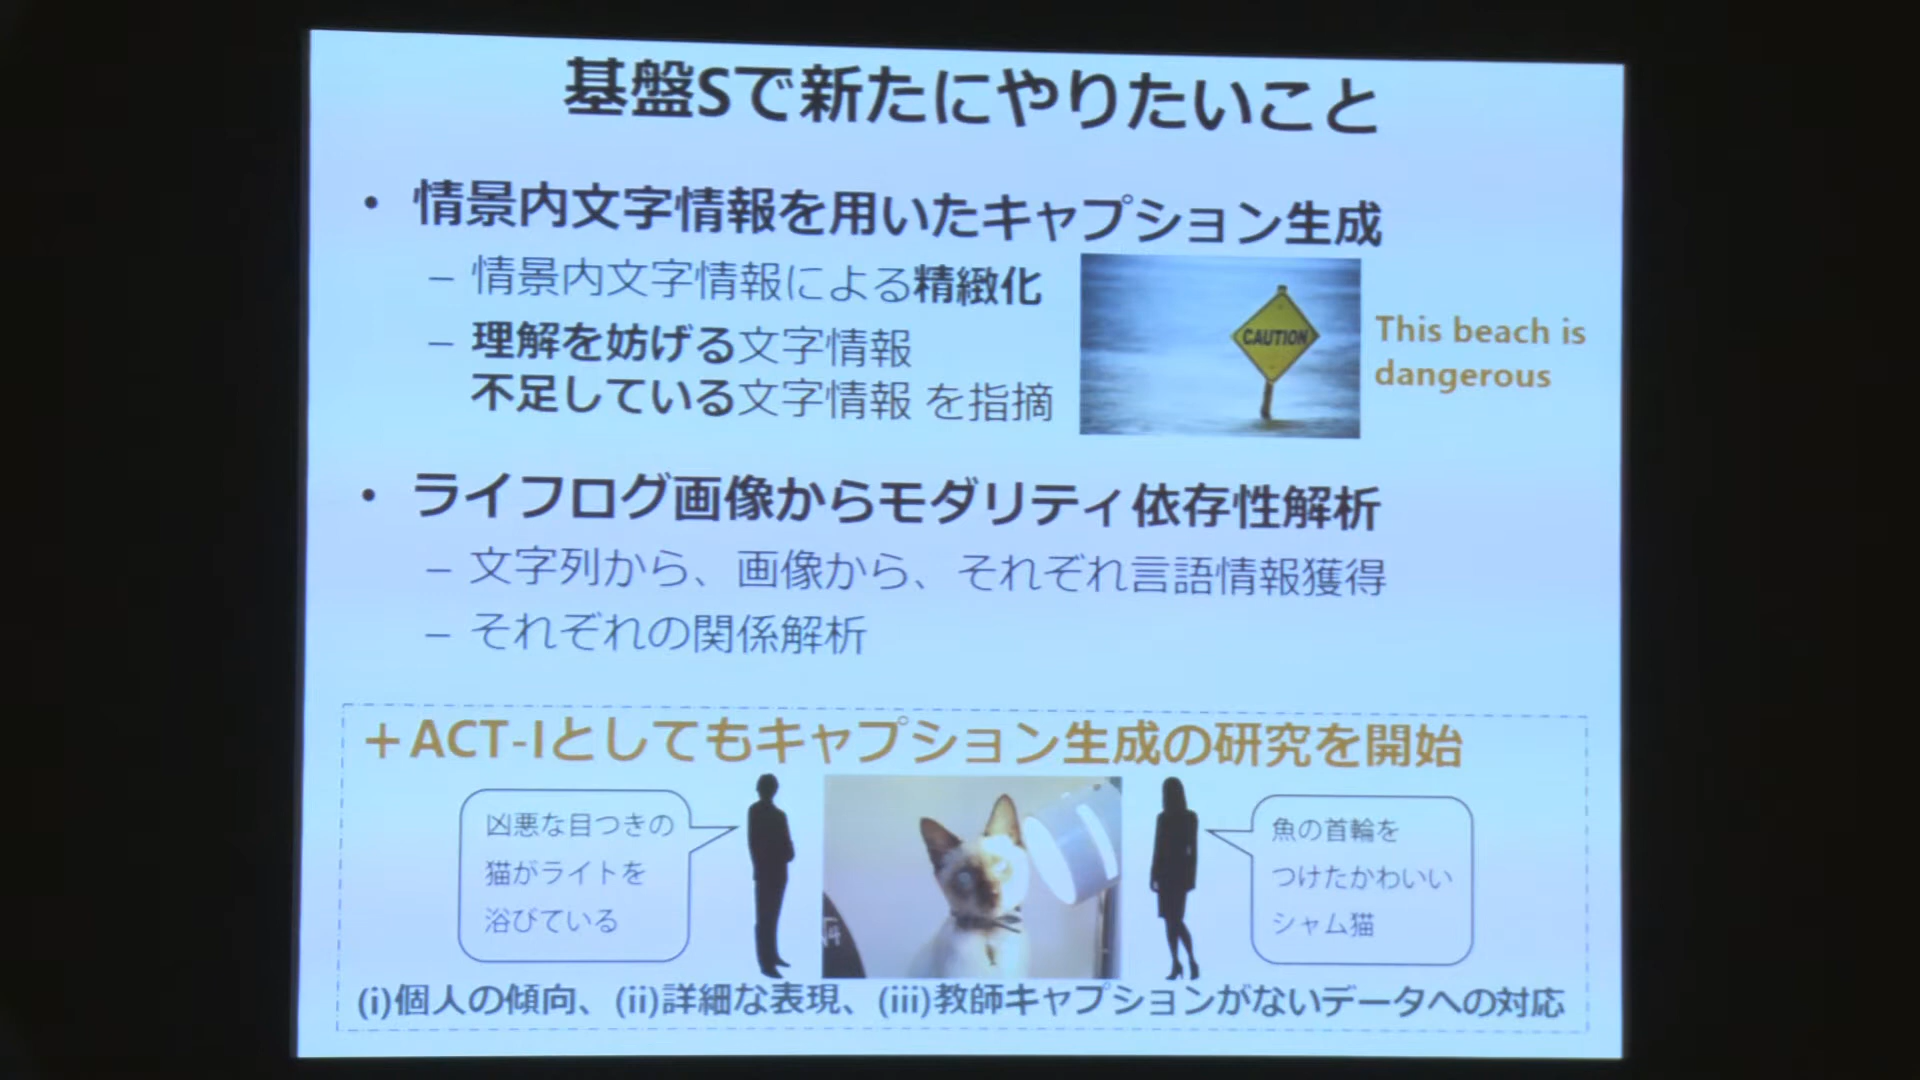 基盤Sで新たにやりたいこと
• 情景内文字情報を用いたキャプション生成
– 情景内文字情報による精緻化
– 理解を妨げる文字情報
不足している文字情報 を指摘
CAUTION
This beach is
dangerous
• ライフログ画像からモダリティ依存性解析
– 文字列から、画像から、それぞれ言語情報獲得
– それぞれの関係解析
＋ACT-Iとしてもキャプション生成の研究を開始
凶悪な目つきの
猫がライトを
浴びている
魚の首輪を
つけたかわいい
シャム猫
(i)個人の傾向、(ii)詳細な表現、(iii)教師キャプションがないデータへの対応